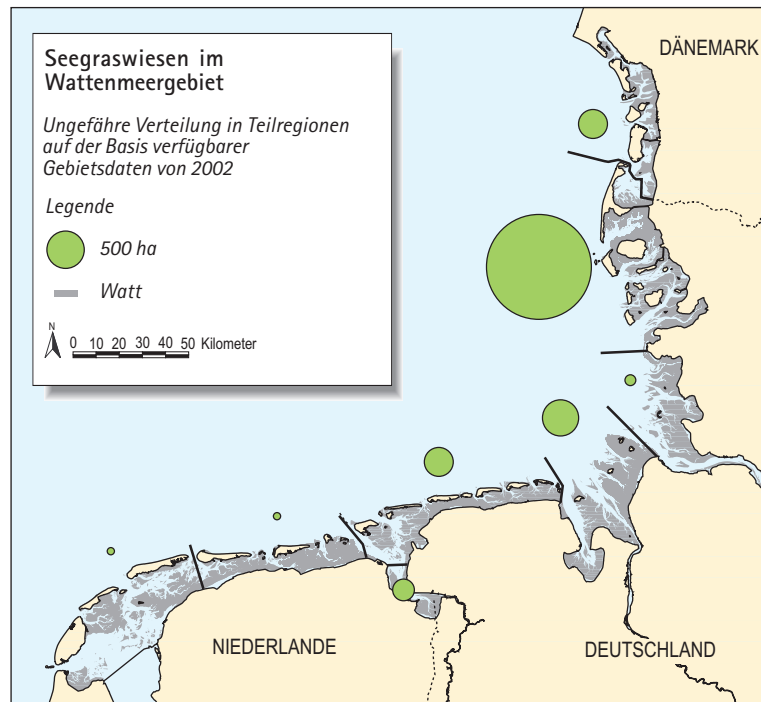 Seegraswiesen im
Wattenmeergebiet
Ungefähre Verteilung in Teilregionen
auf der Basis verfügbarer
Gebietsdaten von 2002
Legende
500 ha
Watt
N
0 10 20 30 40 50 Kilometer
DÄNEMARK
NIEDERLANDE
DEUTSCHLAND